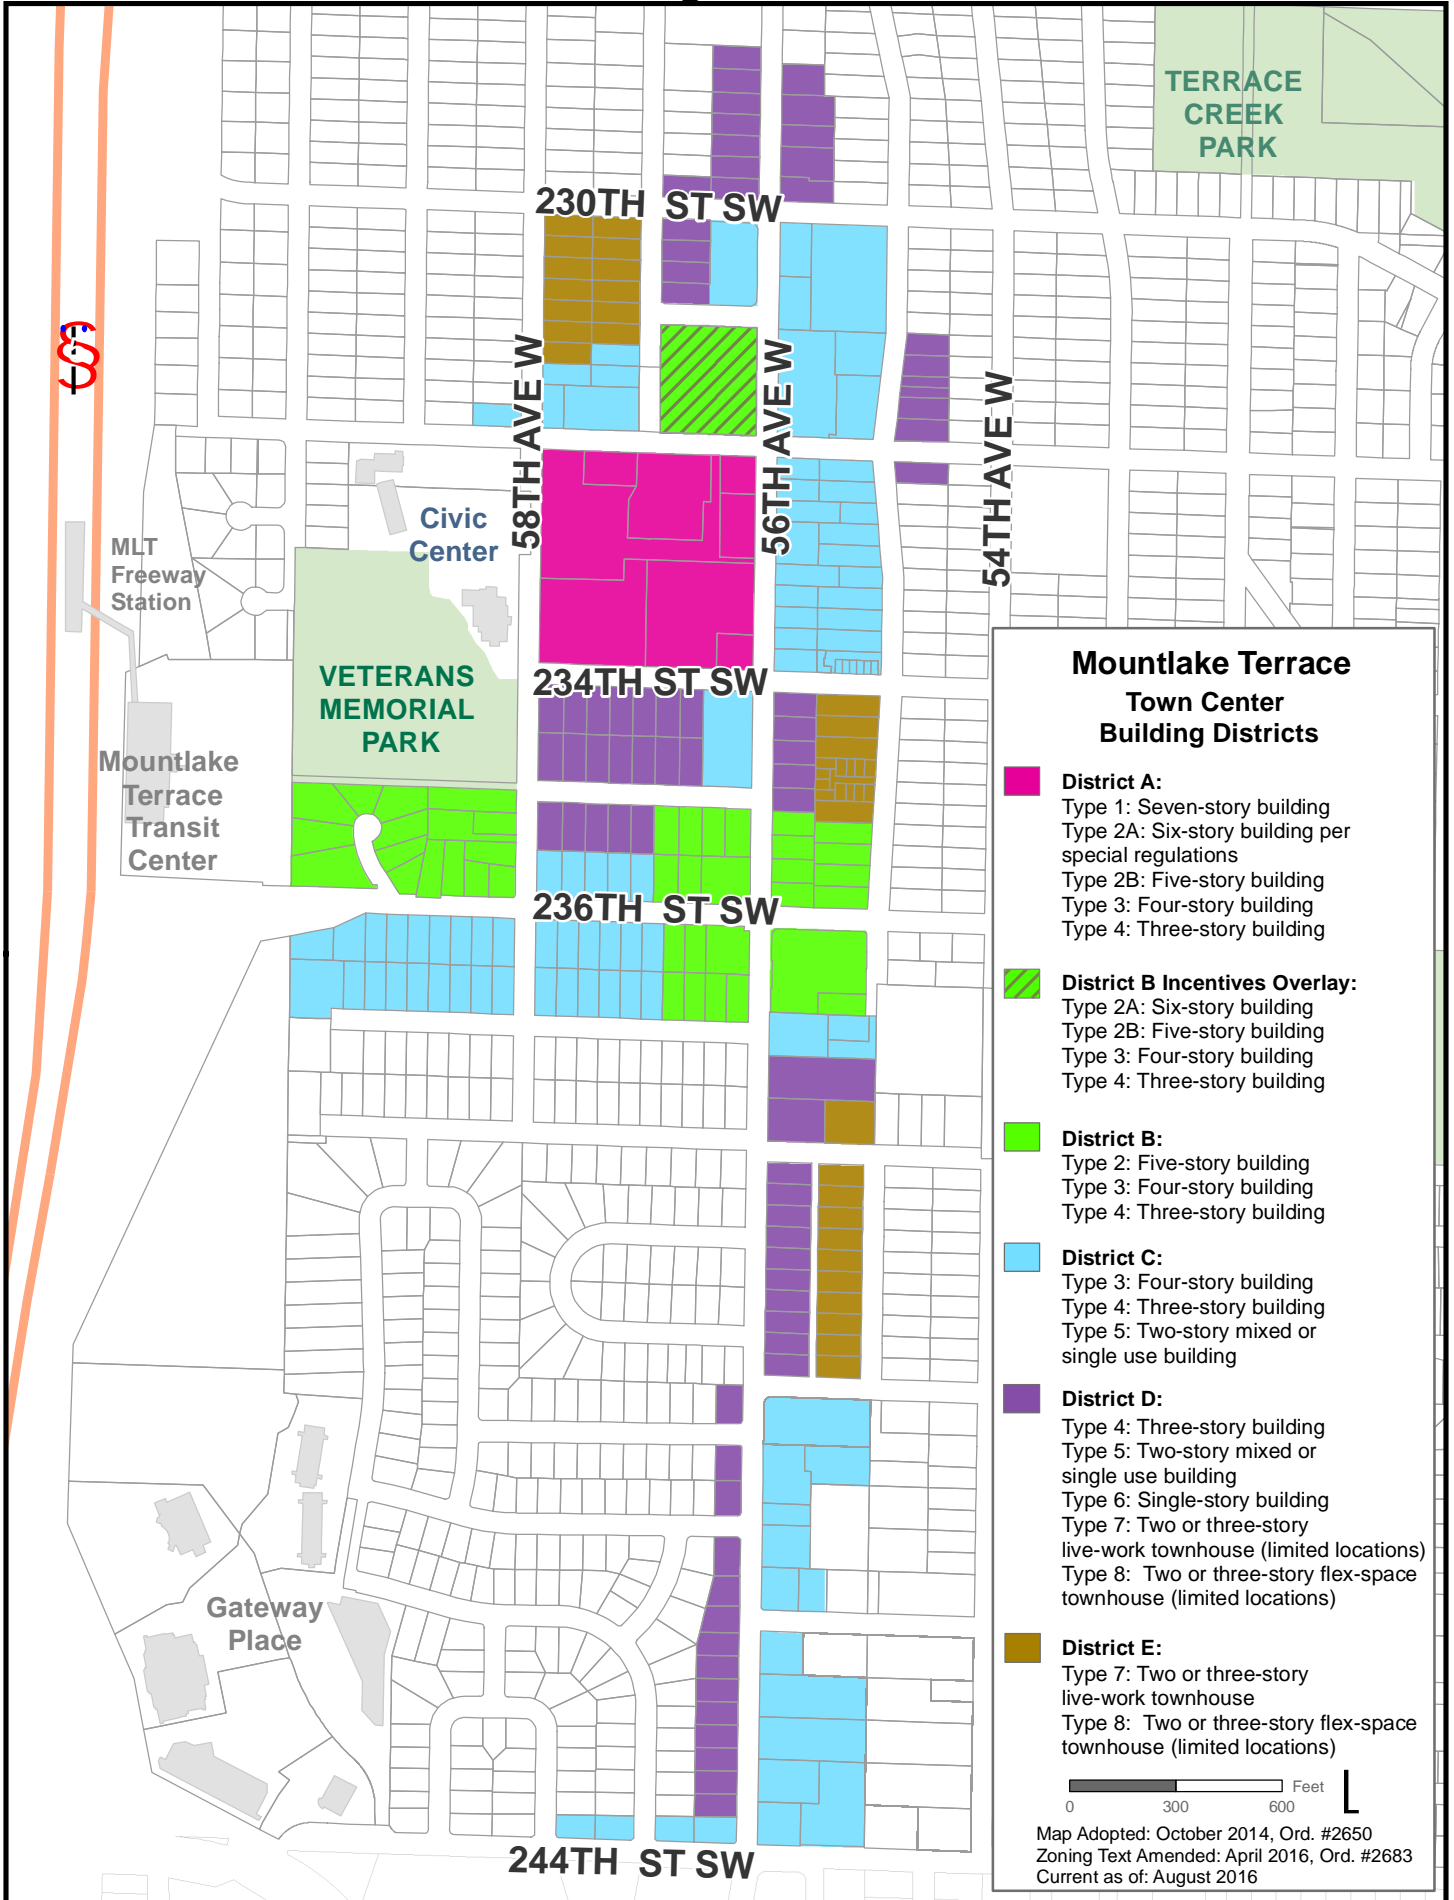 TERRACE
CREEK
PARK
230TH ST SW
58TH AVE W
56TH AVE W
54TH AVE W
Civic
Center
MLT
Freeway
Station
VETERANS
MEMORIAL
PARK
234TH ST SW
Mountlake
Terrace
Transit
Center
236TH ST SW
Gateway
Place
244TH ST SW
Mountlake Terrace
Town Center
Building Districts
District A:
Type 1: Seven-story building
Type 2A: Six-story building per
special regulations
Type 2B: Five-story building
Type 3: Four-story building
Type 4: Three-story building
District B Incentives Overlay:
Type 2A: Six-story building
Type 2B: Five-story building
Type 3: Four-story building
Type 4: Three-story building
District B:
Type 2: Five-story building
Type 3: Four-story building
Type 4: Three-story building
District C:
Type 3: Four-story building
Type 4: Three-story building
Type 5: Two-story mixed or
single use building
District D:
Type 4: Three-story building
Type 5: Two-story mixed or
single use building
Type 6: Single-story building
Type 7: Two or three-story
live-work townhouse (limited locations)
Type 8: Two or three-story flex-space
townhouse (limited locations)
District E:
Type 7: Two or three-story
live-work townhouse
Type 8: Two or three-story flex-space
townhouse (limited locations)
Feet
0 300 600
Map Adopted: October 2014, Ord. #2650
Zoning Text Amended: April 2016, Ord. #2683
Current as of: August 2016